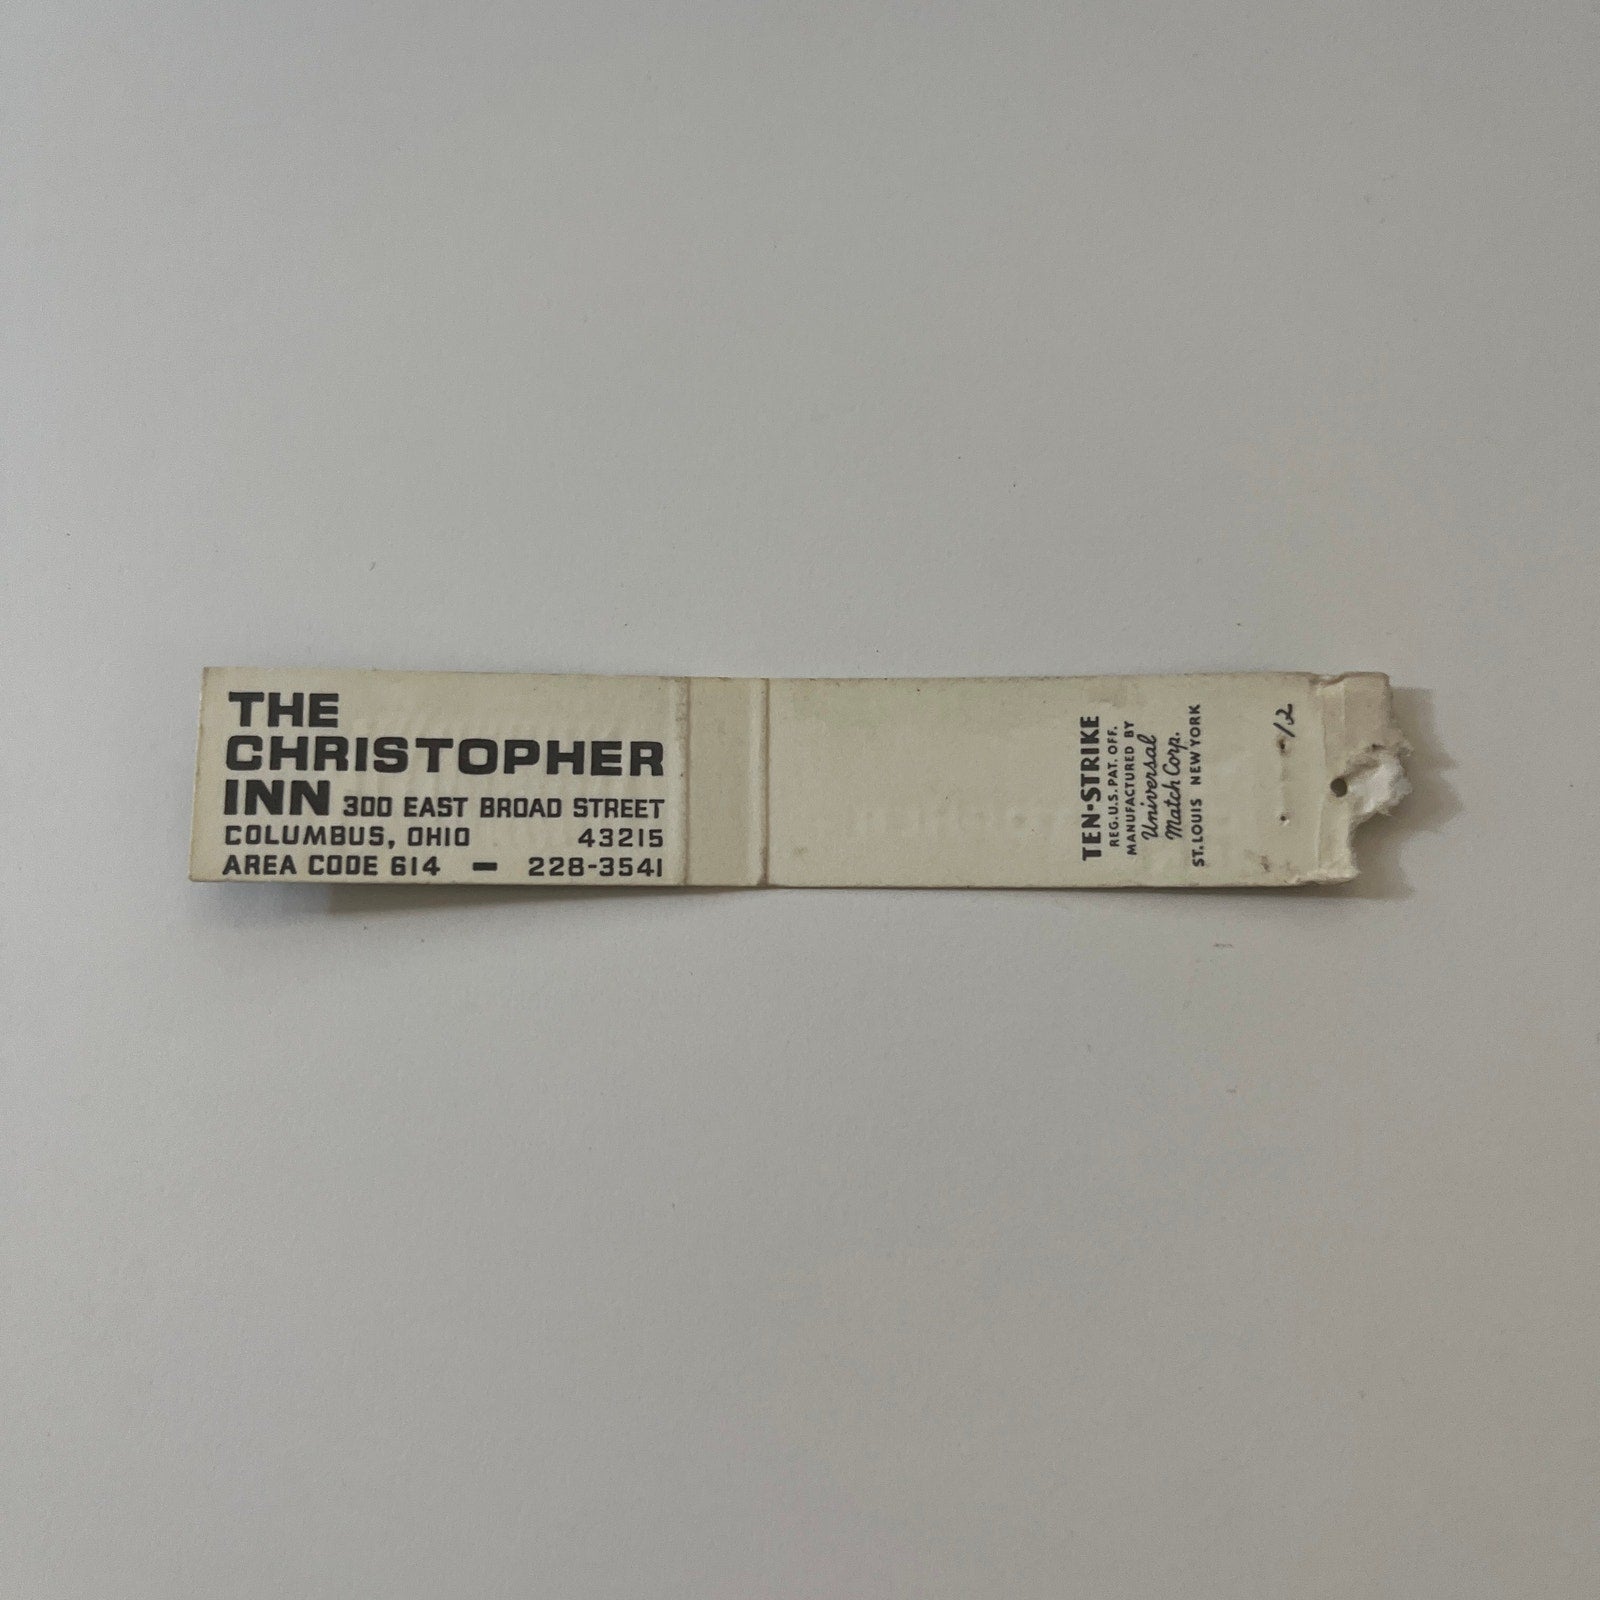 THE
CHRISTOPHER
INN 300 EAST BROAD STREET
COLUMBUS, OHIO 43215
AREA CODE 614 — 228-3541
TEN-STRIKE
REG. U.S. PAT. OFF.
MANUFACTURED BY
Universal
Match Corp.
ST. LOUIS NEW YORK
12